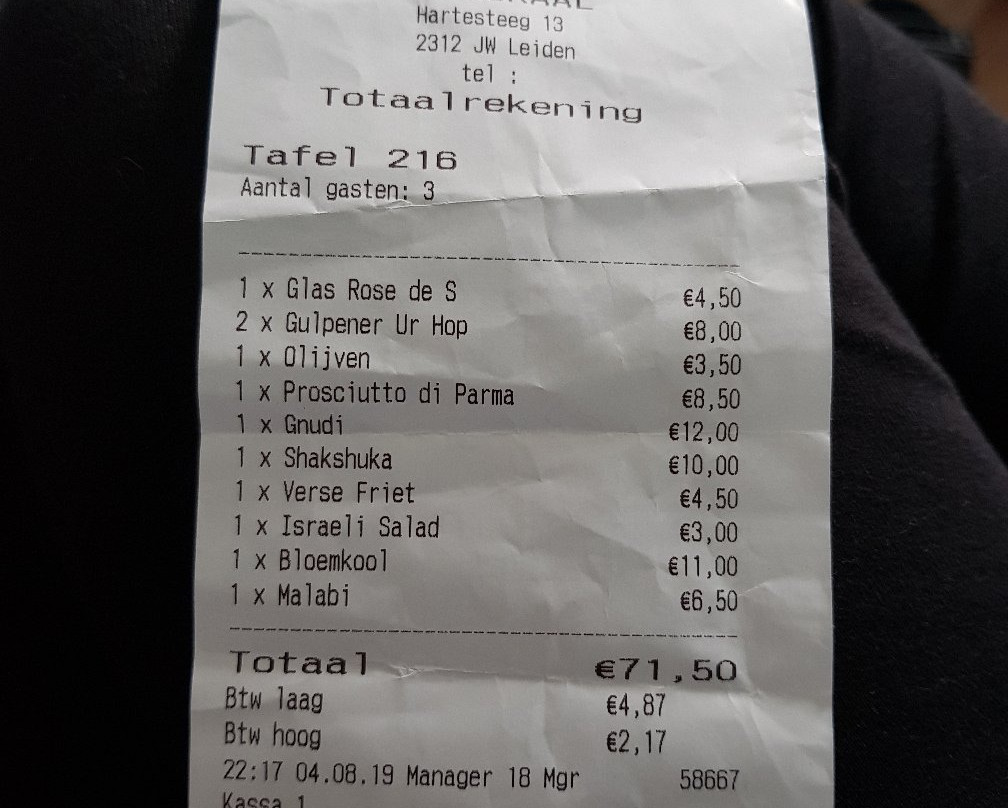 Hartesteeg 13
2312 JW Leiden
tel :
Totaalrekening
Tafel 216
Aantal gasten: 3
1 x Glas Rose de S €4,50
2 x Gulpener Ur Hop €8,00
1 x Olijven €3,50
1 x Prosciutto di Parma €8,50
1 x Gnudi €12,00
1 x Shakshuka €10,00
1 x Verse Friet €4,50
1 x Israeli Salad €3,00
1 x Bloemkool €11,00
1 x Malabi €6,50
Totaal €71,50
Btw laag €4,87
Btw hoog €2,17
22:17 04.08.19 Manager 18 Mgr 58667
Kassa 1